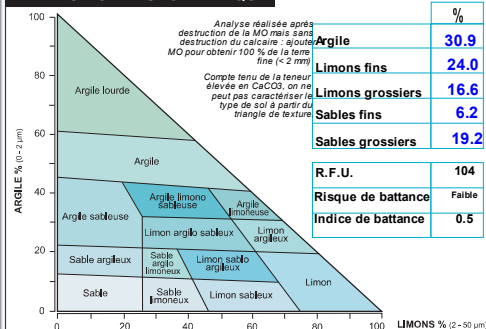 Analyse réalisée après
destruction de la MO mais sans
destruction du calcaire : ajouter
MO pour obtenir 100 % de la terre
fine (< 2 mm)
Compte tenu de la teneur
élevée en CaCO3, on ne
peut pas caractériser le
type de sol à partir du
triangle de texture
%
Argile 30.9
Limons fins 24.0
Limons grossiers 16.6
Sables fins 6.2
Sables grossiers 19.2
R.F.U. 104
Risque de battance Faible
Indice de battance 0.5
ARGILE % (0 - 2 µm)
100
80
60
40
20
0
Argile lourde
Argile
Argile sableuse
Argile limono
sableuse
Argile
limoneuse
Limon argilo sableux
Limon
argileux
Sable argileux
Sable
argilo
limoneux
Limon sablo
argileux
Limon
Sable
Sable
limoneux
Limon sableux
0 20 40 60 80 100
LIMONS % (2 - 50 µm)